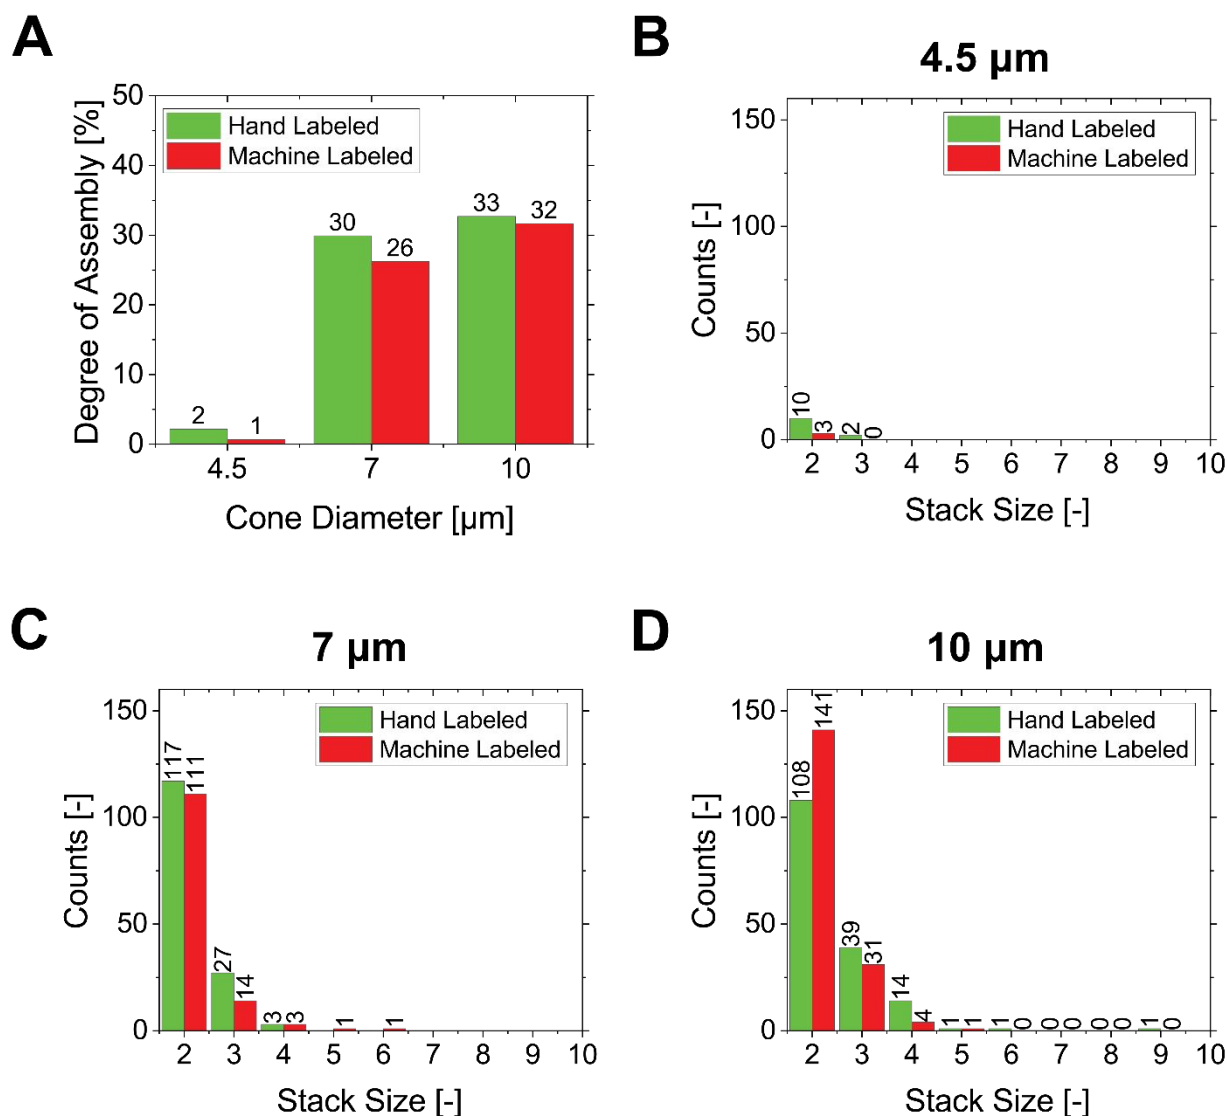 A
Degree of Assembly [%]
50
40
30
20
10
0
Hand Labeled
Machine Labeled
2
1
30
26
33
32
4.5
7
10
Cone Diameter [µm]
B
4.5 µm
Counts [-]
150
100
50
0
Hand Labeled
Machine Labeled
10
3
2
0
2 3 4 5 6 7 8 9 10
Stack Size [-]
C
7 µm
Counts [-]
150
100
50
0
Hand Labeled
Machine Labeled
117
111
27
14
3
3
1
1
2 3 4 5 6 7 8 9 10
Stack Size [-]
D
10 µm
Counts [-]
150
100
50
0
Hand Labeled
Machine Labeled
108
141
39
31
14
4
1
1
1
0
0
0
0
0
1
0
2 3 4 5 6 7 8 9 10
Stack Size [-]